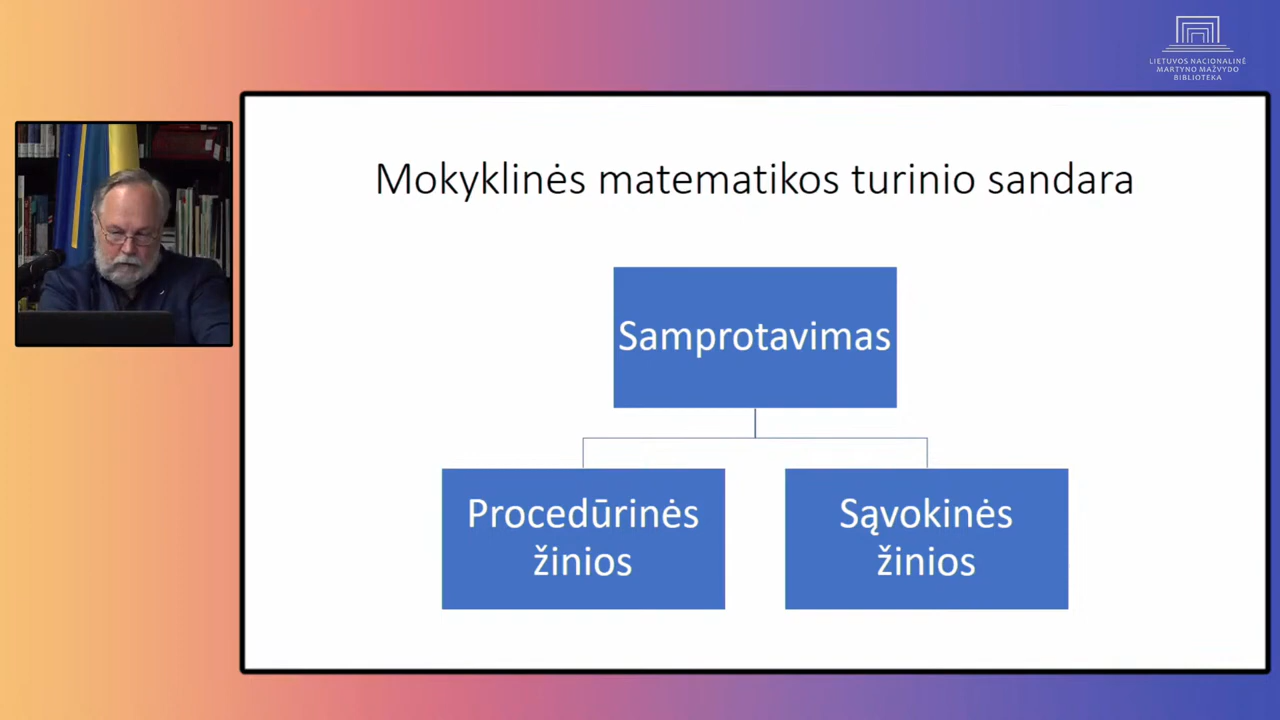 LIETUVOS NACIONALINĖ
MARTYNO MAŽVYDO
BIBLIOTEKA
Mokyklinės matematikos turinio sandara
Samprotavimas
Procedūrinės
žinios
Sąvokinės
žinios